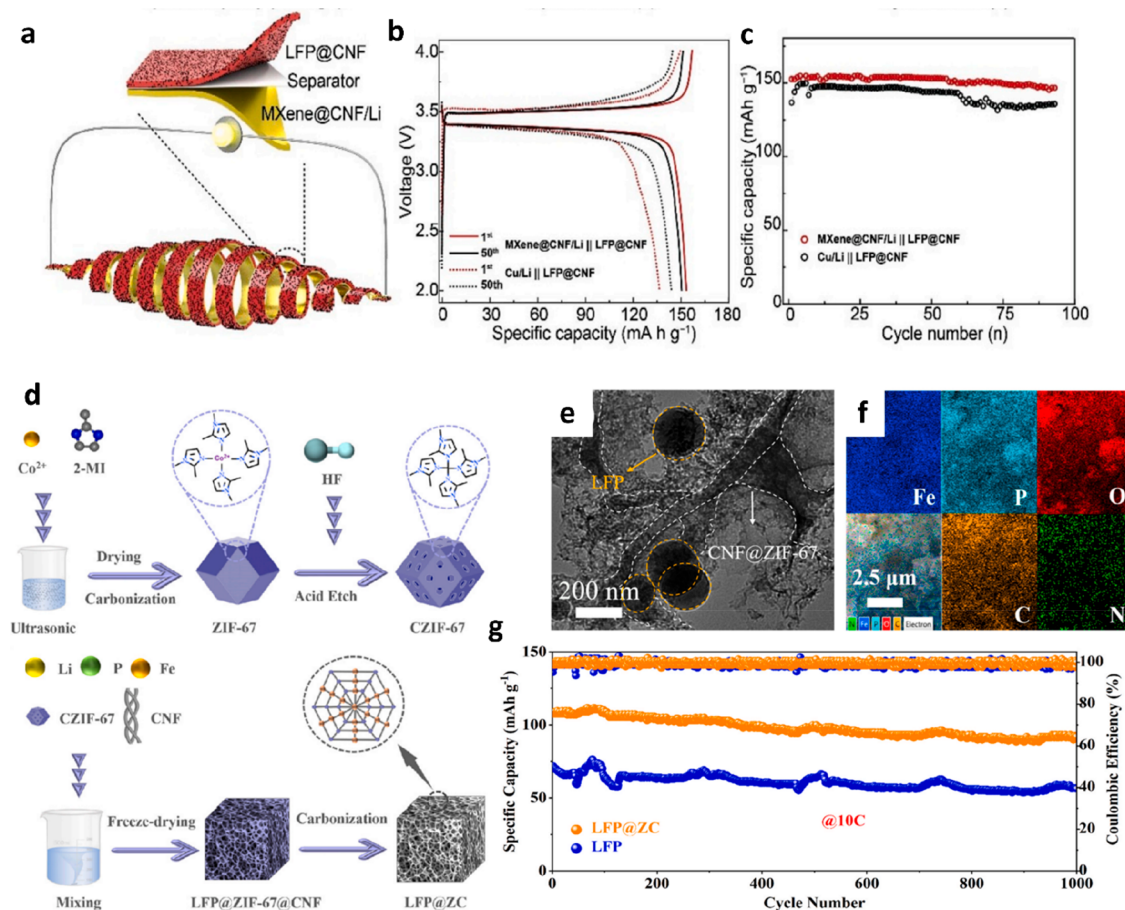 a
LFP@CNF
Separator
MXene@CNF/Li
b
4.0
3.5
3.0
2.5
2.0
Voltage (V)
1st
50th
MXene@CNF/Li || LFP@CNF
1st
50th
Cu/Li || LFP@CNF
0 30 60 90 120 150 180
Specific capacity (mA h g⁻¹)
c
150
100
50
0
Specific capacity (mAh g⁻¹)
MXene@CNF/Li || LFP@CNF
Cu/Li || LFP@CNF
0 25 50 75 100
Cycle number (n)
d
Co²⁺
2-MI
Co²⁺
HF
Drying
Carbonization
Acid Etch
Ultrasonic
ZIF-67
CZIF-67
Li P Fe
CZIF-67
CNF
Freeze-drying
Carbonization
Mixing
LFP@ZIF-67@CNF
LFP@ZC
e
LFP
CNF@ZIF-67
200 nm
f
Fe
P
O
2.5 µm
N Fe P O C Electron
C
N
g
150
100
50
0
Specific Capacity (mAh g⁻¹)
LFP@ZC
LFP
@10C
100
80
60
40
20
0
Coulombic Efficiency (%)
0 200 400 600 800 1000
Cycle Number